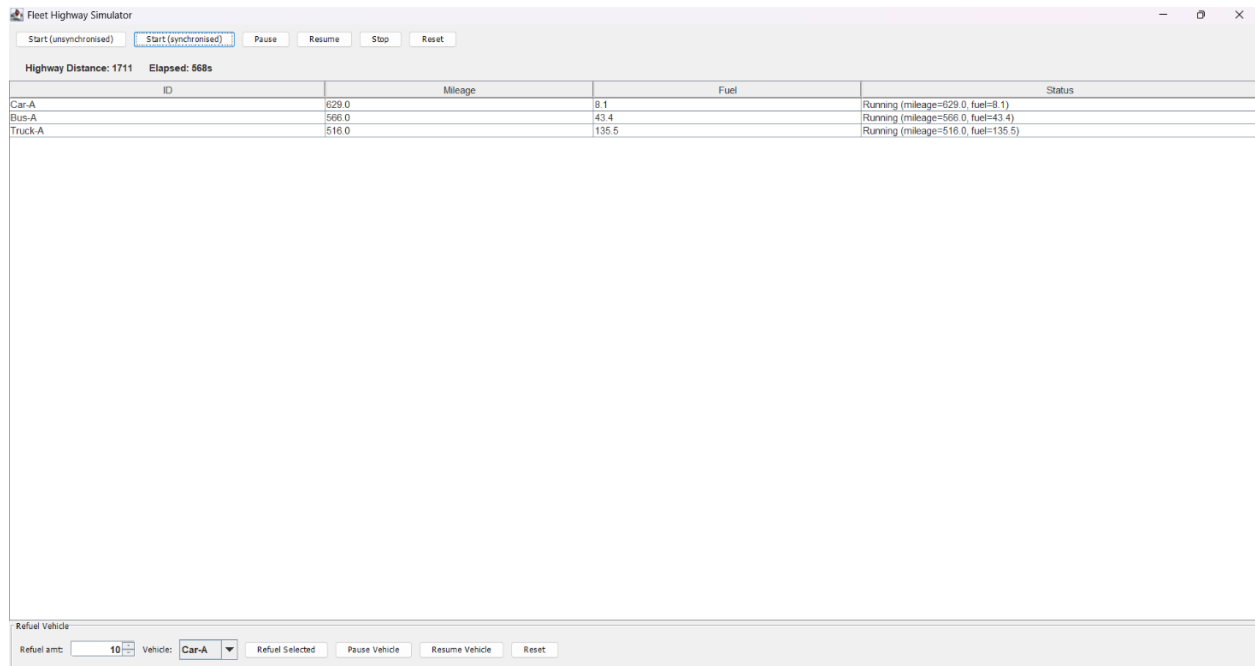 Fleet Highway Simulator
Start (unsynchronised) Start (synchronised) Pause Resume Stop Reset
Highway Distance: 1711 Elapsed: 568s
ID Mileage Fuel Status
Car-A 629.0 8.1 Running (mileage=629.0, fuel=8.1)
Bus-A 566.0 43.4 Running (mileage=566.0, fuel=43.4)
Truck-A 516.0 135.5 Running (mileage=516.0, fuel=135.5)
Refuel Vehicle
Refuel amt: 10 Vehicle: Car-A Refuel Selected Pause Vehicle Resume Vehicle Reset